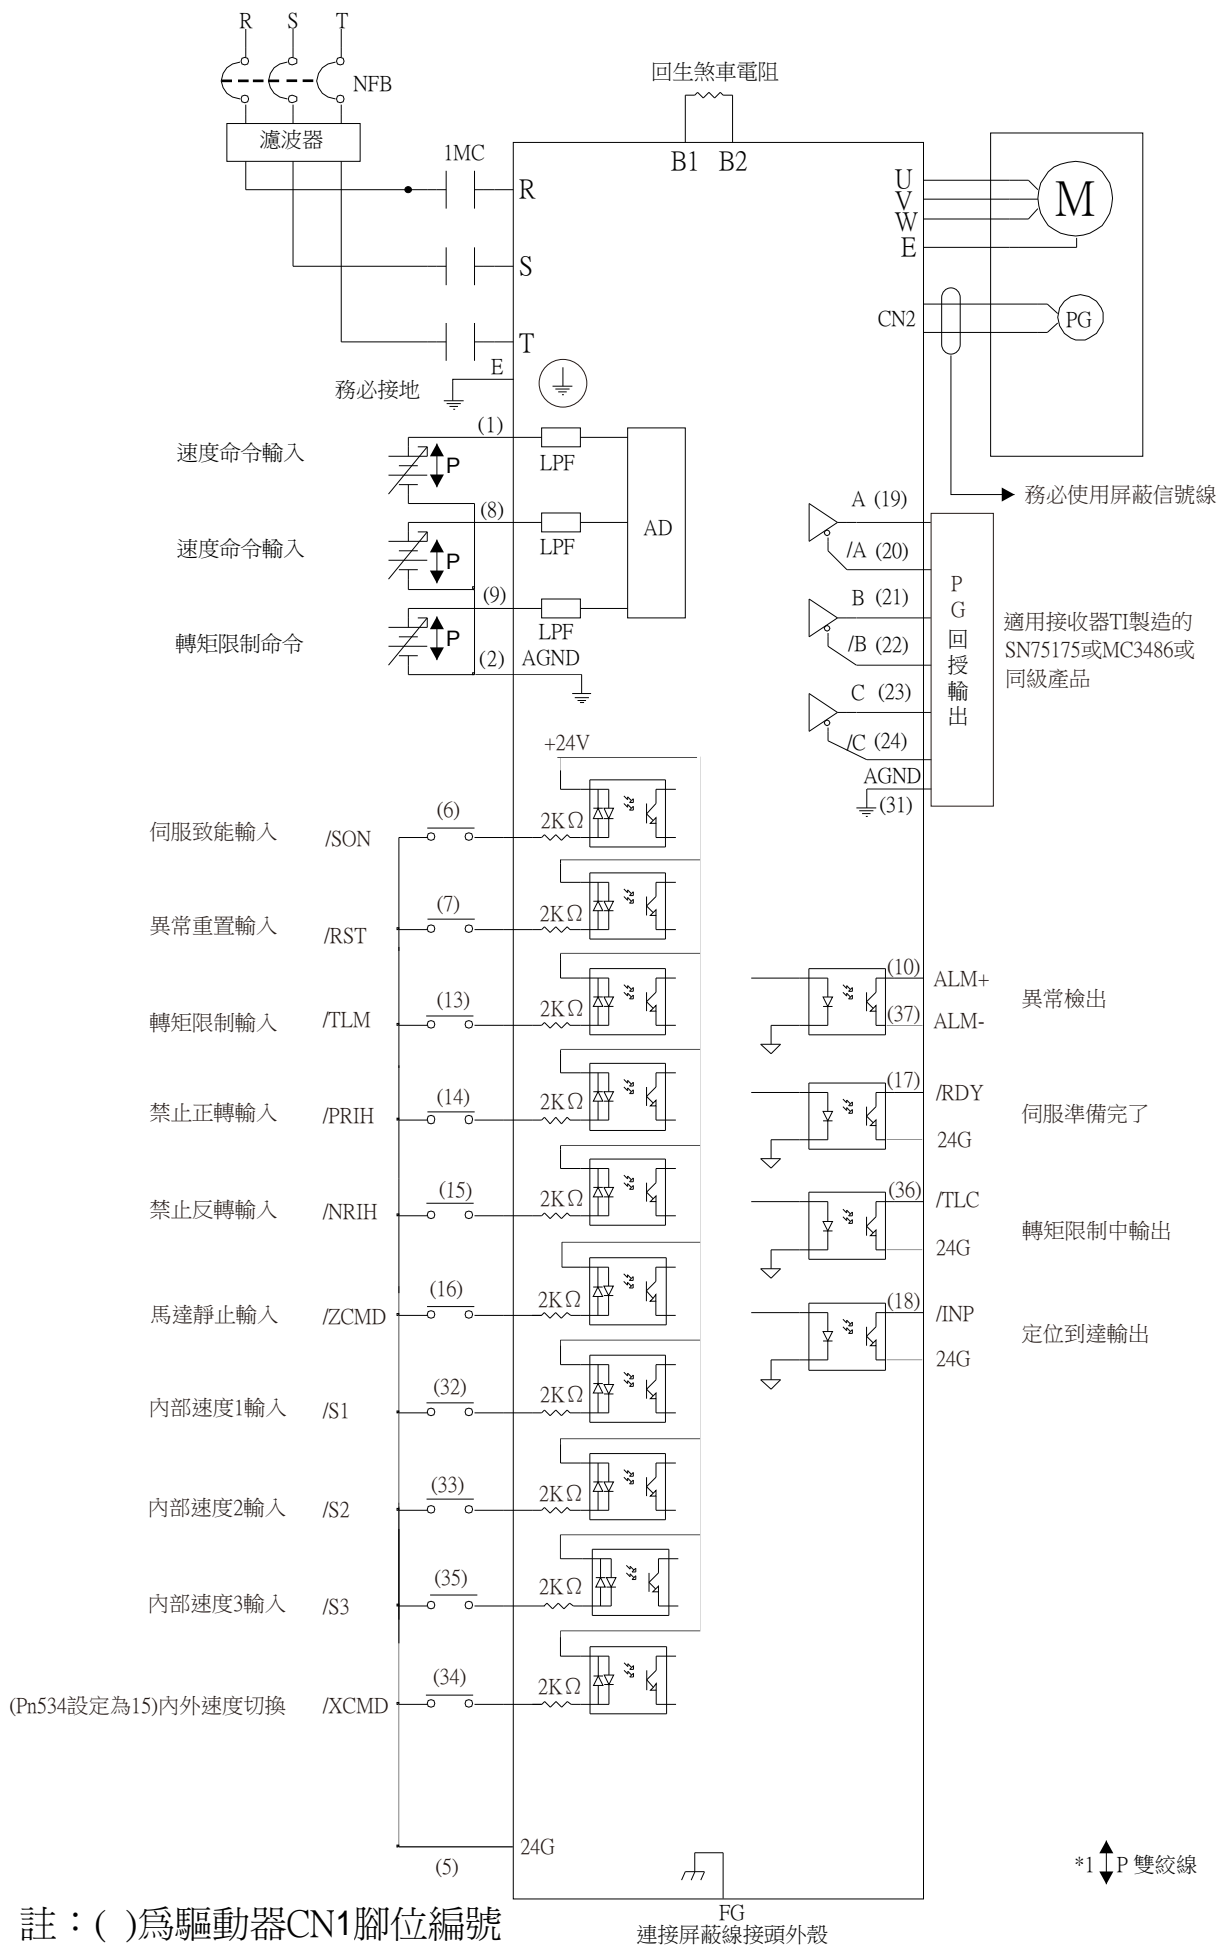 R S T
NFB
濾波器
1MC
回生煞車電阻
B1 B2
R
S
T
E
務必接地
U
V
W
E
M
CN2
PG
務必使用屏蔽信號線
速度命令輸入
(1)
P
LPF
速度命令輸入
(8)
P
LPF
AD
轉矩限制命令
(9)
P
LPF
(2) AGND
A (19)
/A (20)
B (21)
/B (22)
C (23)
/C (24)
AGND
(31)
PG回授輸出
適用接收器TI製造的
SN75175或MC3486或
同級產品
+24V
伺服致能輸入 /SON (6) 2KΩ
異常重置輸入 /RST (7) 2KΩ
轉矩限制輸入 /TLM (13) 2KΩ
禁止正轉輸入 /PRIH (14) 2KΩ
禁止反轉輸入 /NRIH (15) 2KΩ
馬達靜止輸入 /ZCMD (16) 2KΩ
內部速度1輸入 /S1 (32) 2KΩ
內部速度2輸入 /S2 (33) 2KΩ
內部速度3輸入 /S3 (35) 2KΩ
(Pn534設定為15)內外速度切換 /XCMD (34) 2KΩ
24G
(5)
(10) ALM+
異常檢出
(37) ALM-
(17) /RDY
伺服準備完了
24G
(36) /TLC
轉矩限制中輸出
24G
(18) /INP
定位到達輸出
24G
*1 P 雙絞線
FG
連接屏蔽線接頭外殼
註：( )為驅動器CN1腳位編號